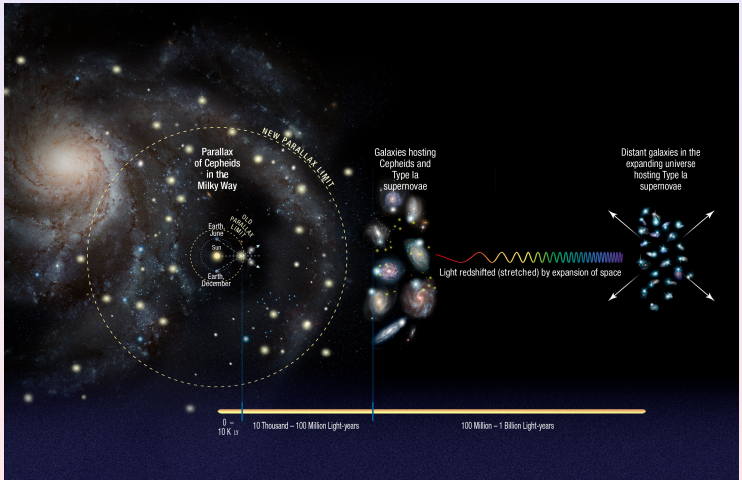 Parallax
of Cepheids
in the
Milky Way
NEW PARALLAX LIMIT
OLD
PARALLAX
LIMIT
Earth,
June
Sun
Earth,
December
Galaxies hosting
Cepheids and
Type Ia
supernovae
Distant galaxies in the
expanding universe
hosting Type Ia
supernovae
Light redshifted (stretched) by expansion of space
0 –
10 K LY
10 Thousand – 100 Million Light-years
100 Million – 1 Billion Light-years